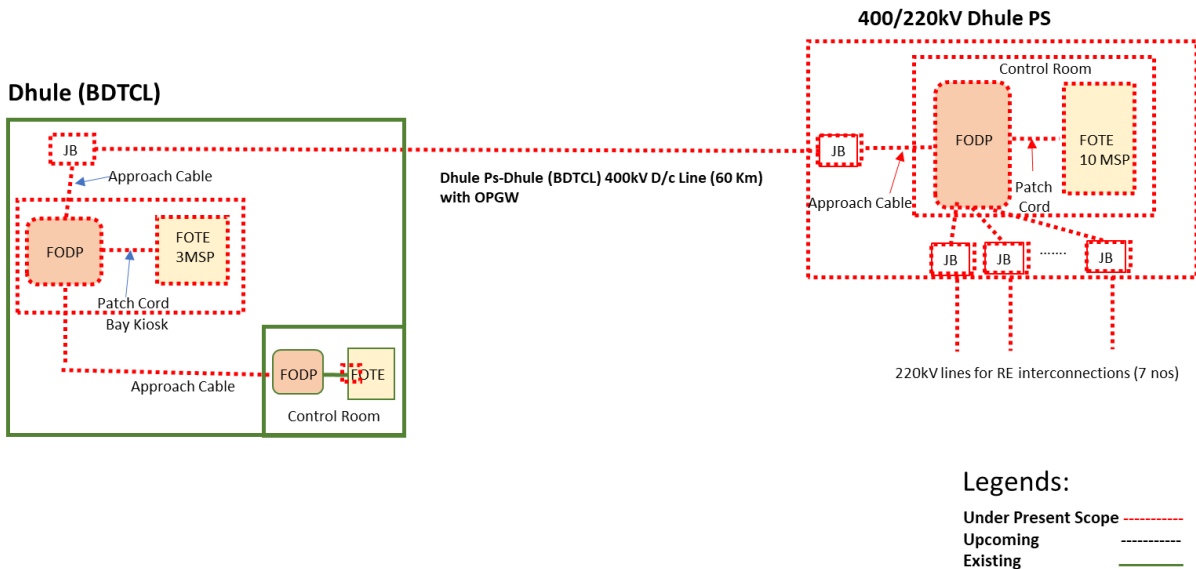 400/220kV Dhule PS
Dhule (BDTCL)
Control Room
JB
Approach Cable
FODP
FOTE
3MSP
Patch Cord
Bay Kiosk
Approach Cable
FODP
FOTE
Control Room
Dhule Ps-Dhule (BDTCL) 400kV D/c Line (60 Km)
with OPGW
JB
Approach Cable
FODP
FOTE
10 MSP
Patch
Cord
JB
JB
.......
JB
220kV lines for RE interconnections (7 nos)
Legends:
Under Present Scope
Upcoming
Existing